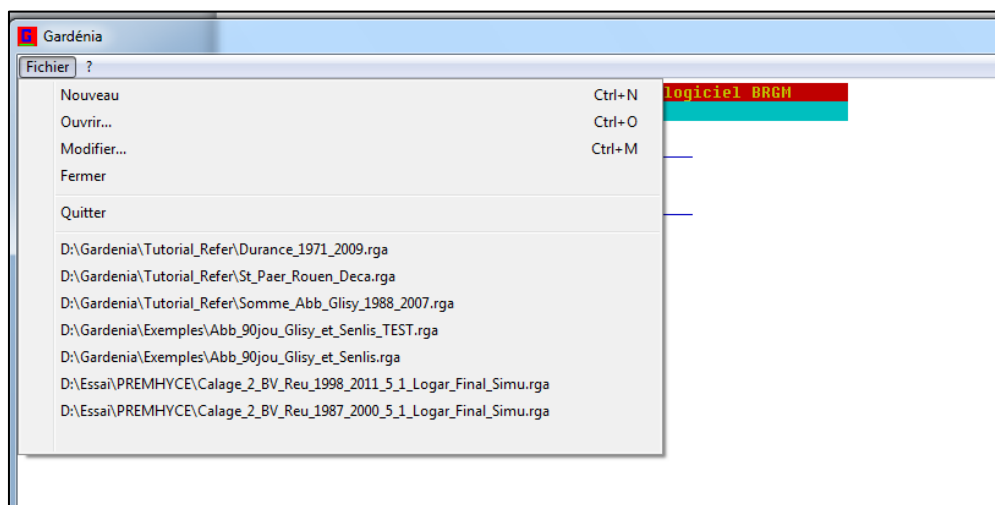 Gardénia
Fichier ?
Nouveau Ctrl+N
logiciel BRGM
Ouvrir... Ctrl+O
Modifier... Ctrl+M
Fermer
Quitter
D:\Gardenia\Tutorial_Refer\Durance_1971_2009.rga
D:\Gardenia\Tutorial_Refer\St_Paer_Rouen_Deca.rga
D:\Gardenia\Tutorial_Refer\Somme_Abb_Glisy_1988_2007.rga
D:\Gardenia\Exemples\Abb_90jou_Glisy_et_Senlis_TEST.rga
D:\Gardenia\Exemples\Abb_90jou_Glisy_et_Senlis.rga
D:\Essai\PREMHYCE\Calage_2_BV_Reu_1998_2011_5_1_Logar_Final_Simu.rga
D:\Essai\PREMHYCE\Calage_2_BV_Reu_1987_2000_5_1_Logar_Final_Simu.rga